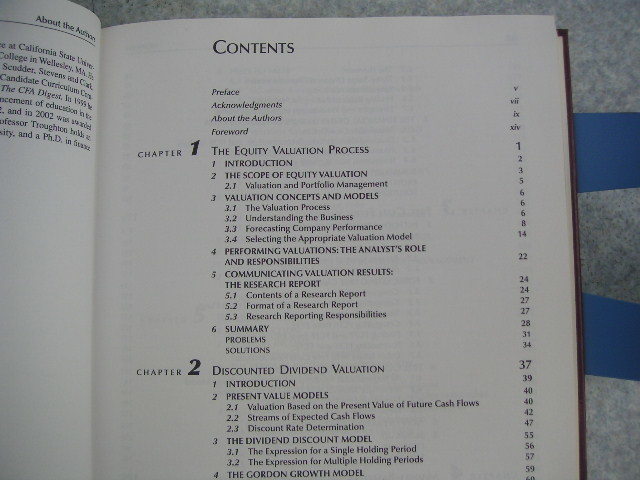 About the Authors
e at California State Univer-
College in Wellesley, MA.
Scudder, Stevens and Clark
Candidate Curriculum Com-
The CFA Digest. In 1998 he
ncement of education in the
2, and in 2002 was awarded
ofessor Troughton holds a
sity, and a Ph.D. in finance
CONTENTS
Preface v
Acknowledgments vii
About the Authors ix
Foreword xiv
CHAPTER 1 THE EQUITY VALUATION PROCESS 1
1 INTRODUCTION 2
2 THE SCOPE OF EQUITY VALUATION 3
2.1 Valuation and Portfolio Management 5
3 VALUATION CONCEPTS AND MODELS 6
3.1 The Valuation Process 6
3.2 Understanding the Business 6
3.3 Forecasting Company Performance 8
3.4 Selecting the Appropriate Valuation Model 14
4 PERFORMING VALUATIONS: THE ANALYST'S ROLE
AND RESPONSIBILITIES 22
5 COMMUNICATING VALUATION RESULTS:
THE RESEARCH REPORT 24
5.1 Contents of a Research Report 24
5.2 Format of a Research Report 27
5.3 Research Reporting Responsibilities 27
6 SUMMARY 28
PROBLEMS 31
SOLUTIONS 34
CHAPTER 2 DISCOUNTED DIVIDEND VALUATION 37
1 INTRODUCTION 39
2 PRESENT VALUE MODELS 40
2.1 Valuation Based on the Present Value of Future Cash Flows 40
2.2 Streams of Expected Cash Flows 42
2.3 Discount Rate Determination 47
3 THE DIVIDEND DISCOUNT MODEL 55
3.1 The Expression for a Single Holding Period 56
3.2 The Expression for Multiple Holding Periods 57
4 THE GORDON GROWTH MODEL 59
60